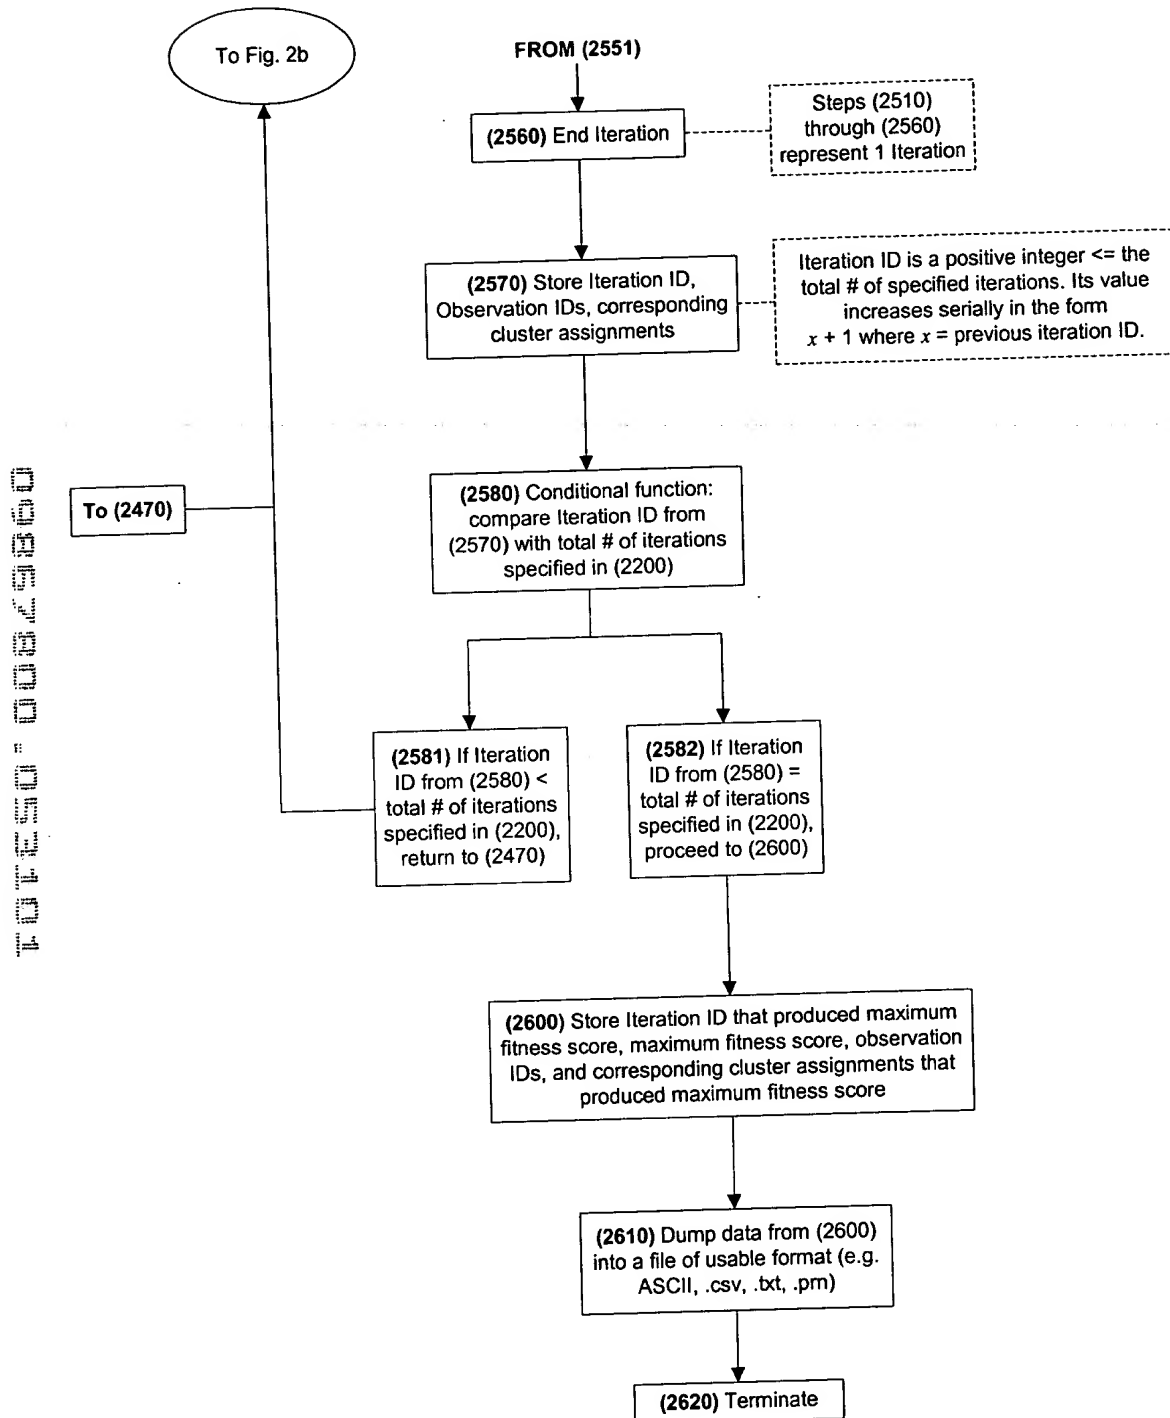 To Fig. 2b
FROM (2551)
(2560) End Iteration
Steps (2510)
through (2560)
represent 1 Iteration
(2570) Store Iteration ID,
Observation IDs, corresponding
cluster assignments
Iteration ID is a positive integer <= the
total # of specified iterations. Its value
increases serially in the form
x + 1 where x = previous iteration ID.
To (2470)
(2580) Conditional function:
compare Iteration ID from
(2570) with total # of iterations
specified in (2200)
(2581) If Iteration
ID from (2580) <
total # of iterations
specified in (2200),
return to (2470)
(2582) If Iteration
ID from (2580) =
total # of iterations
specified in (2200),
proceed to (2600)
(2600) Store Iteration ID that produced maximum
fitness score, maximum fitness score, observation
IDs, and corresponding cluster assignments that
produced maximum fitness score
(2610) Dump data from (2600)
into a file of usable format (e.g.
ASCII, .csv, .txt, .prn)
(2620) Terminate
09867800.053101